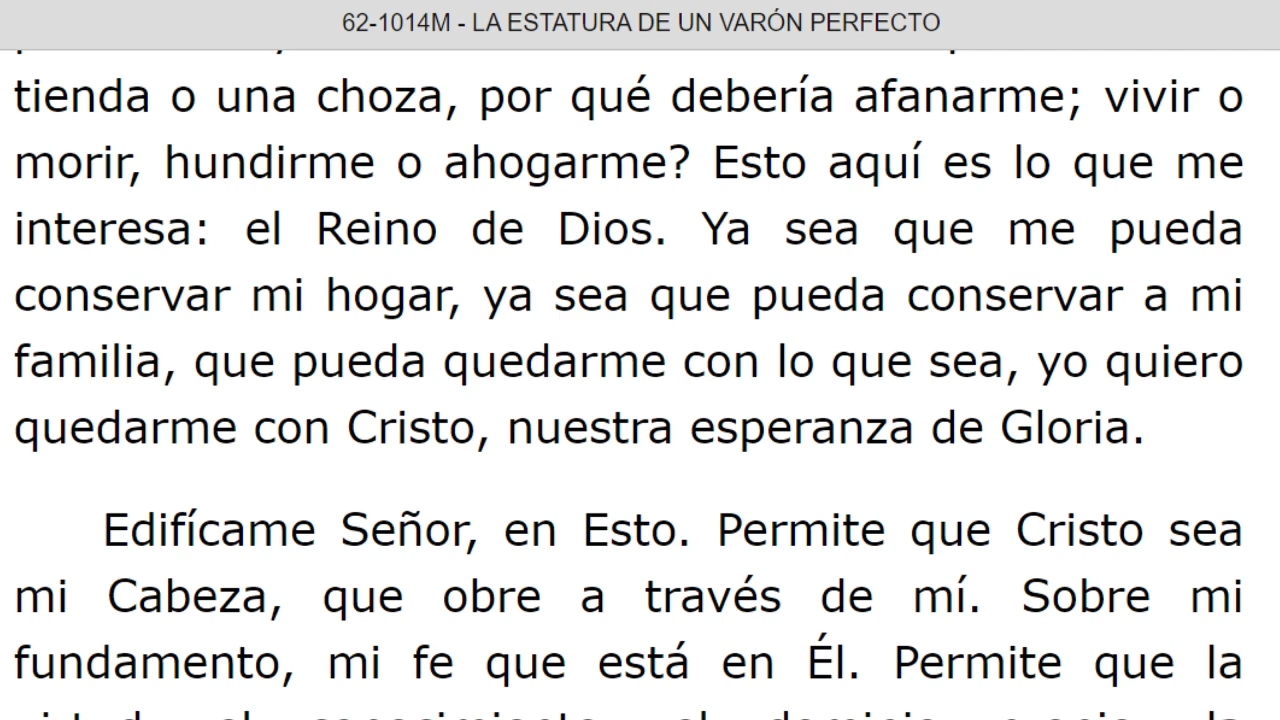 62-1014M - LA ESTATURA DE UN VARÓN PERFECTO
tienda o una choza, por qué debería afanarme; vivir o
morir, hundirme o ahogarme? Esto aquí es lo que me
interesa: el Reino de Dios. Ya sea que me pueda
conservar mi hogar, ya sea que pueda conservar a mi
familia, que pueda quedarme con lo que sea, yo quiero
quedarme con Cristo, nuestra esperanza de Gloria.
Edifícame Señor, en Esto. Permite que Cristo sea
mi Cabeza, que obre a través de mí. Sobre mi
fundamento, mi fe que está en Él. Permite que la